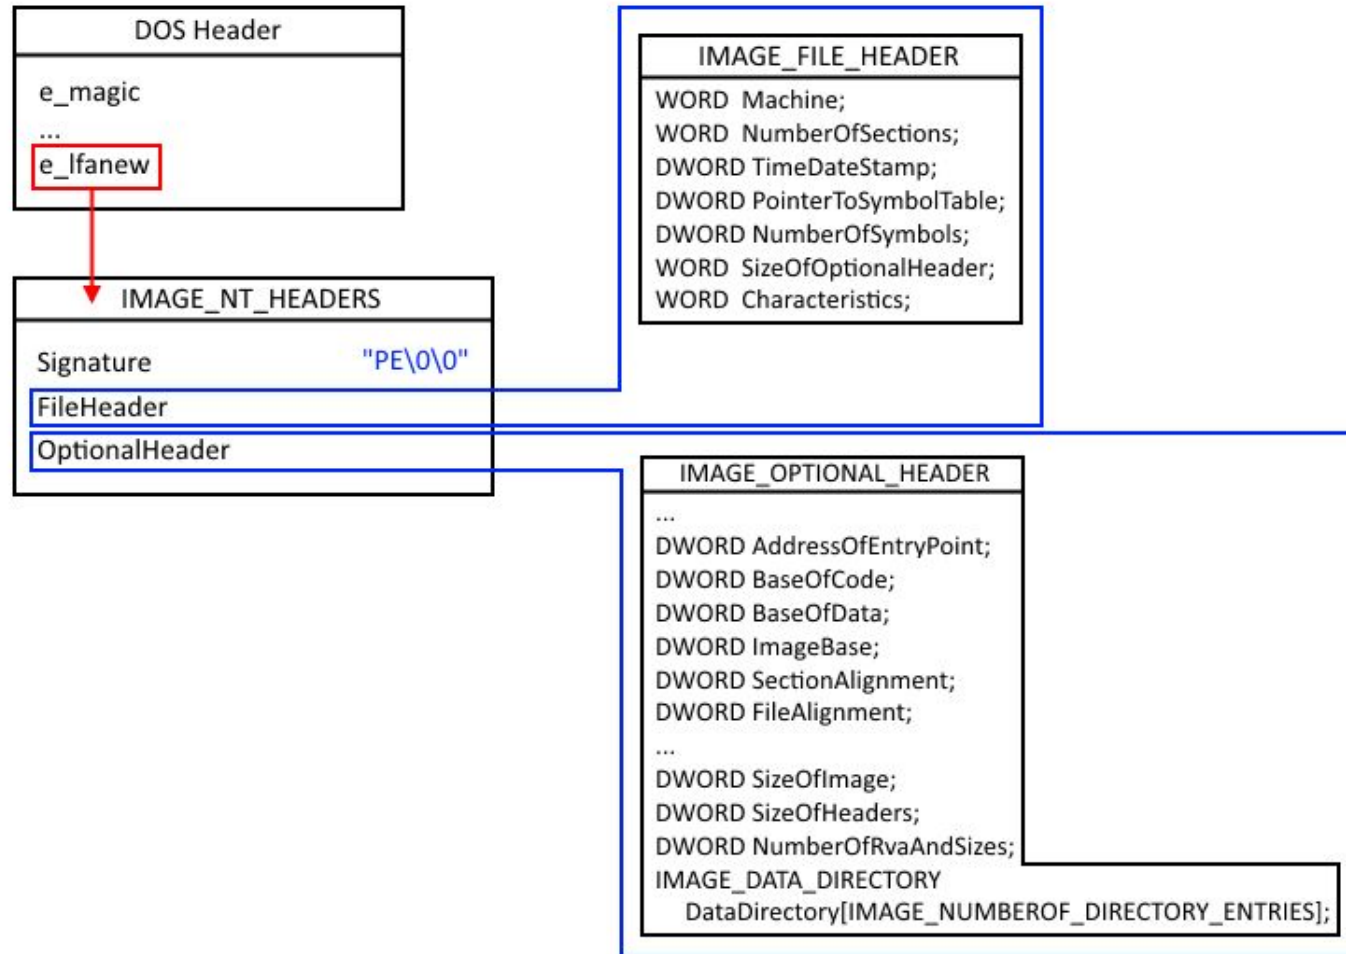 DOS Header
e_magic
...
e_lfanew
IMAGE_NT_HEADERS
Signature "PE\0\0"
FileHeader
OptionalHeader
IMAGE_FILE_HEADER
WORD Machine;
WORD NumberOfSections;
DWORD TimeDateStamp;
DWORD PointerToSymbolTable;
DWORD NumberOfSymbols;
WORD SizeOfOptionalHeader;
WORD Characteristics;
IMAGE_OPTIONAL_HEADER
...
DWORD AddressOfEntryPoint;
DWORD BaseOfCode;
DWORD BaseOfData;
DWORD ImageBase;
DWORD SectionAlignment;
DWORD FileAlignment;
...
DWORD SizeOfImage;
DWORD SizeOfHeaders;
DWORD NumberOfRvaAndSizes;
IMAGE_DATA_DIRECTORY
DataDirectory[IMAGE_NUMBEROF_DIRECTORY_ENTRIES];